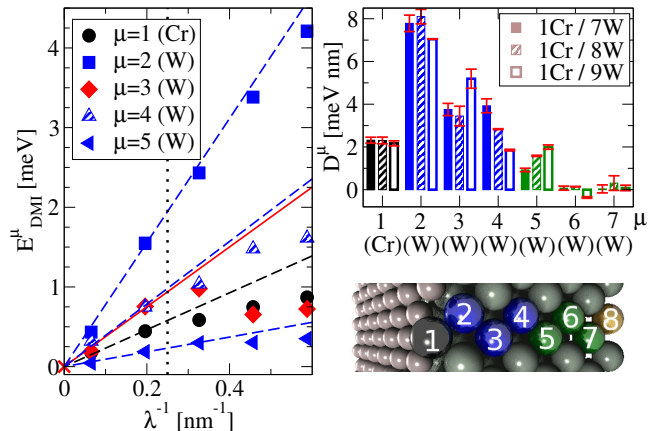 μ=1 (Cr)
μ=2 (W)
μ=3 (W)
μ=4 (W)
μ=5 (W)
4
3
2
1
0
E^μ_DMI [meV]
0 0.2 0.4
λ^-1 [nm^-1]
1Cr / 7W
1Cr / 8W
1Cr / 9W
8
6
4
2
0
D^μ [meV nm]
1 2 3 4 5 6 7 μ
(Cr) (W) (W) (W) (W) (W) (W)
1 2 3 4 5 6 7 8